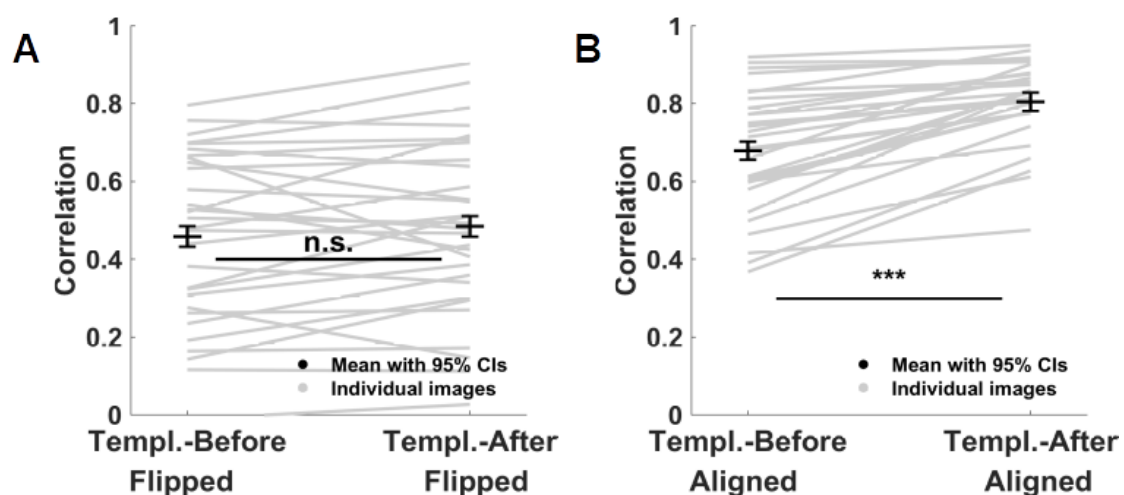 A
Correlation
1
0.8
0.6
0.4
0.2
0
n.s.
Mean with 95% CIs
Individual images
Templ.-Before
Flipped
Templ.-After
Flipped
B
Correlation
1
0.8
0.6
0.4
0.2
0
***
Mean with 95% CIs
Individual images
Templ.-Before
Aligned
Templ.-After
Aligned